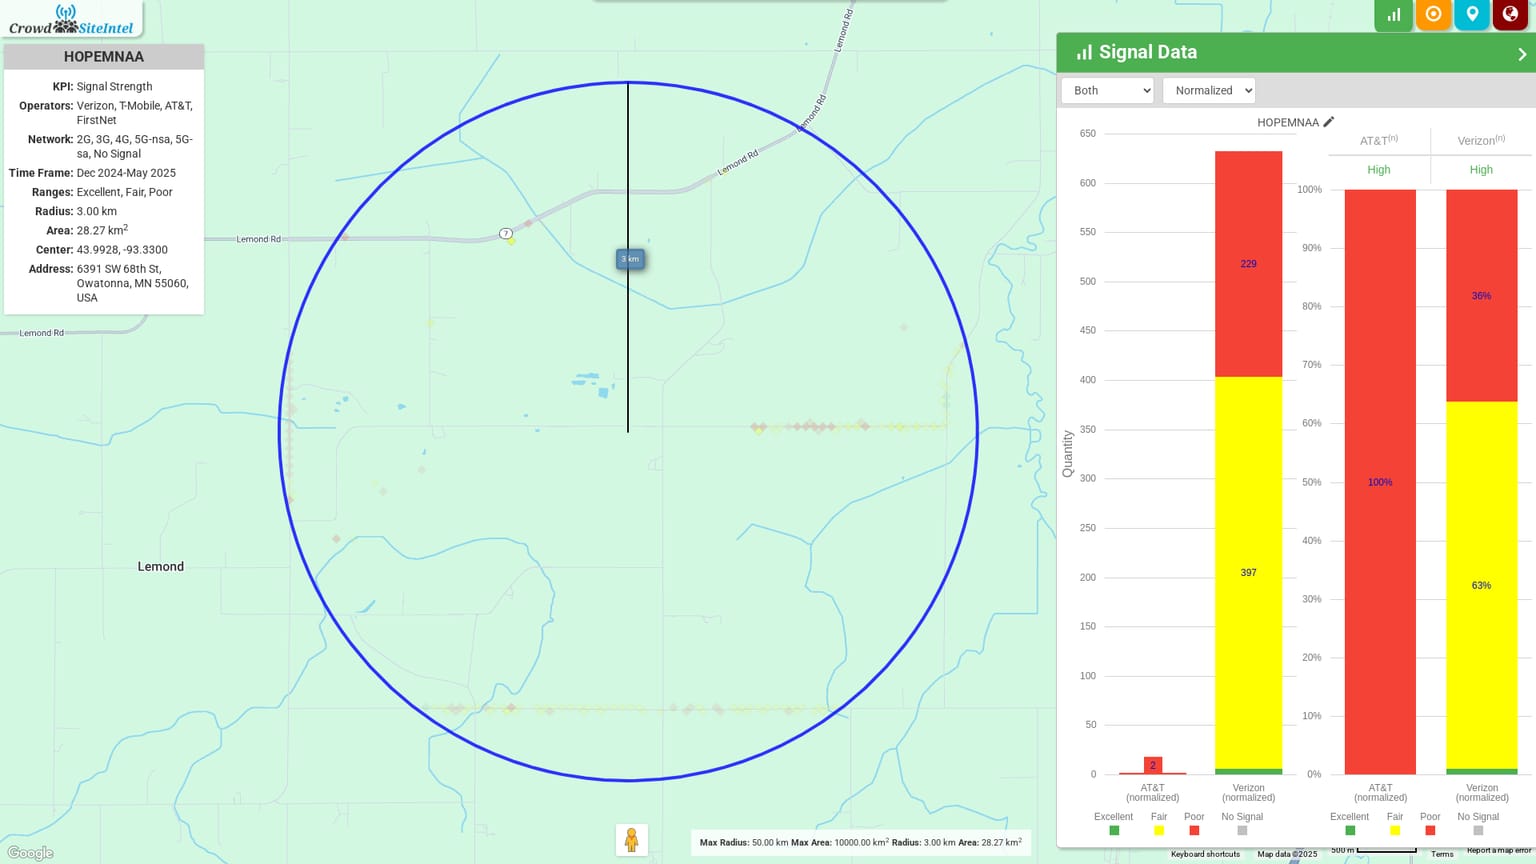 CrowdSiteIntel
HOPEMNAA
KPI: Signal Strength
Operators: Verizon, T-Mobile, AT&T,
FirstNet
Network: 2G, 3G, 4G, 5G-nsa, 5G-
sa, No Signal
Time Frame: Dec 2024-May 2025
Ranges: Excellent, Fair, Poor
Radius: 3.00 km
Area: 28.27 km²
Center: 43.9928, -93.3300
Address: 6391 SW 68th St,
Owatonna, MN 55060,
USA
Lemond Rd
Lemond Rd
Lemond Rd
Lemond Rd
Lemond Rd
7
3 km
Lemond
Google
Max Radius: 50.00 km Max Area: 10000.00 km² Radius: 3.00 km Area: 28.27 km²
Signal Data
Both
Normalized
HOPEMNAA
650
600
550
500
450
400
350
300
250
200
150
100
50
0
Quantity
229
397
2
AT&T
(normalized)
Verizon
(normalized)
Excellent Fair Poor No Signal
AT&T(n) Verizon(n)
High High
100%
90%
80%
70%
60%
50%
40%
30%
20%
10%
0%
100%
36%
63%
AT&T
(normalized)
Verizon
(normalized)
Excellent Fair Poor No Signal
Keyboard shortcuts Map data ©2025 500 m Terms Report a map error